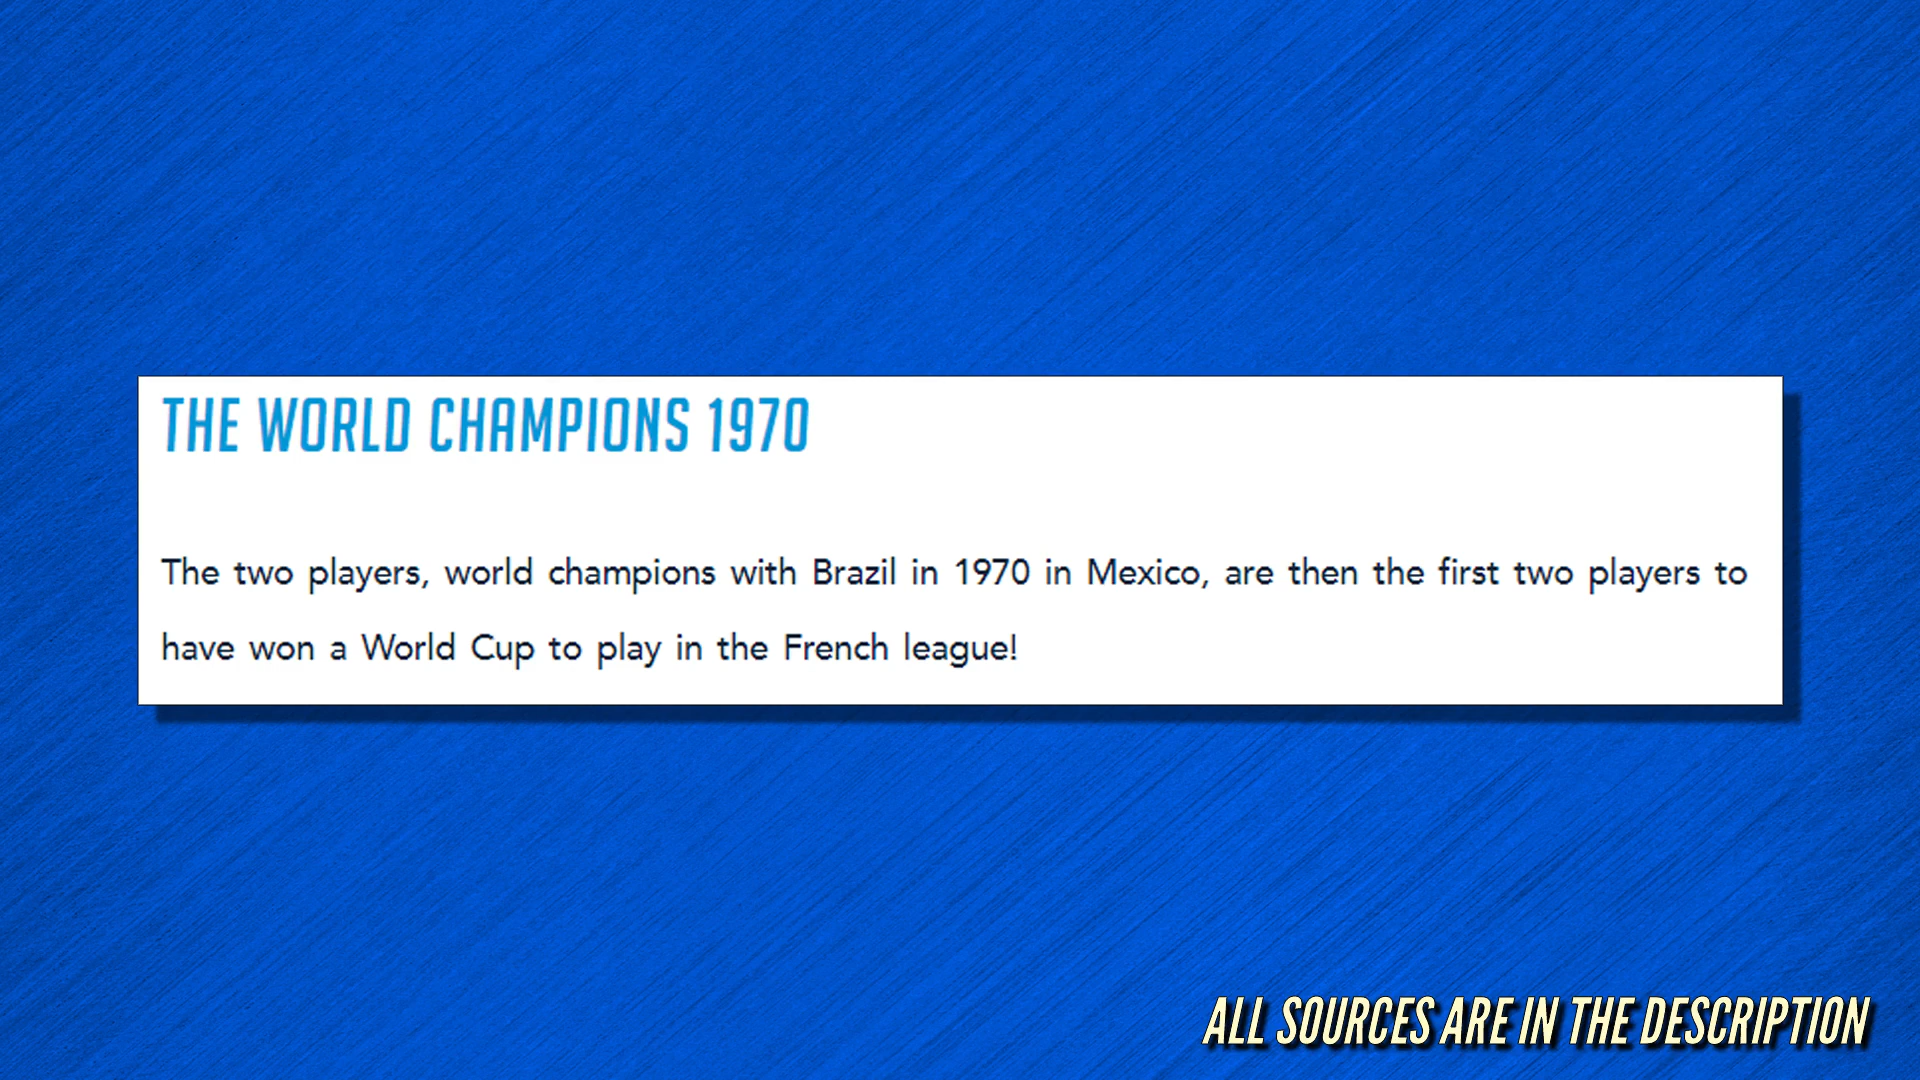 THE WORLD CHAMPIONS 1970
The two players, world champions with Brazil in 1970 in Mexico, are then the first two players to
have won a World Cup to play in the French league!
ALL SOURCES ARE IN THE DESCRIPTION